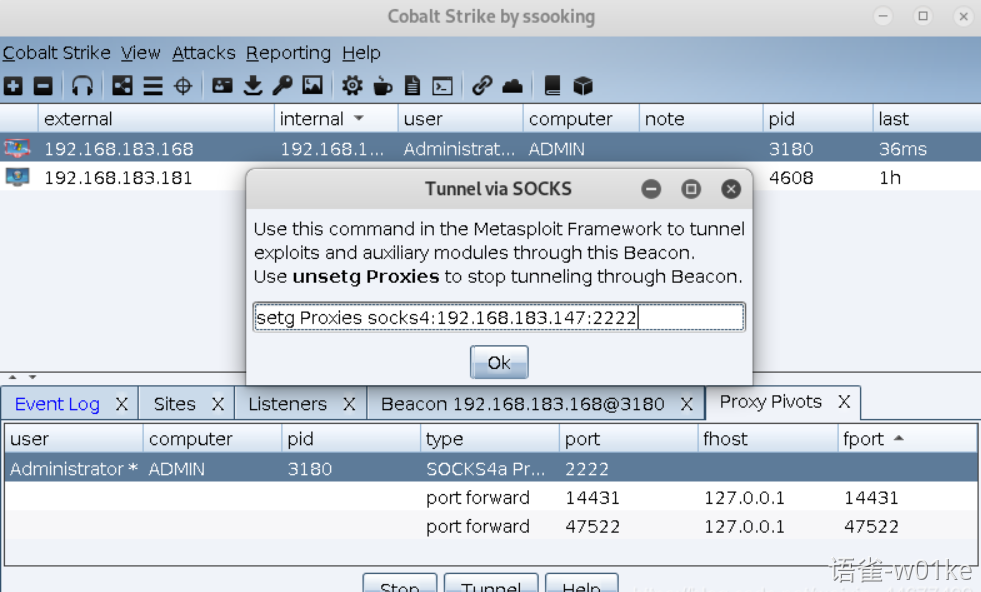 Cobalt Strike by ssooking
Cobalt Strike View Attacks Reporting Help
external internal user computer note pid last
192.168.183.168 192.168.1... Administrat... ADMIN 3180 36ms
192.168.183.181 4608 1h
Tunnel via SOCKS
Use this command in the Metasploit Framework to tunnel
exploits and auxiliary modules through this Beacon.
Use unsetg Proxies to stop tunneling through Beacon.
setg Proxies socks4:192.168.183.147:2222
Ok
Event Log X Sites X Listeners X Beacon 192.168.183.168@3180 X Proxy Pivots X
user computer pid type port fhost fport
Administrator * ADMIN 3180 SOCKS4a Pr... 2222
port forward 14431 127.0.0.1 14431
port forward 47522 127.0.0.1 47522
Stop Tunnel Help
语雀-w01ke